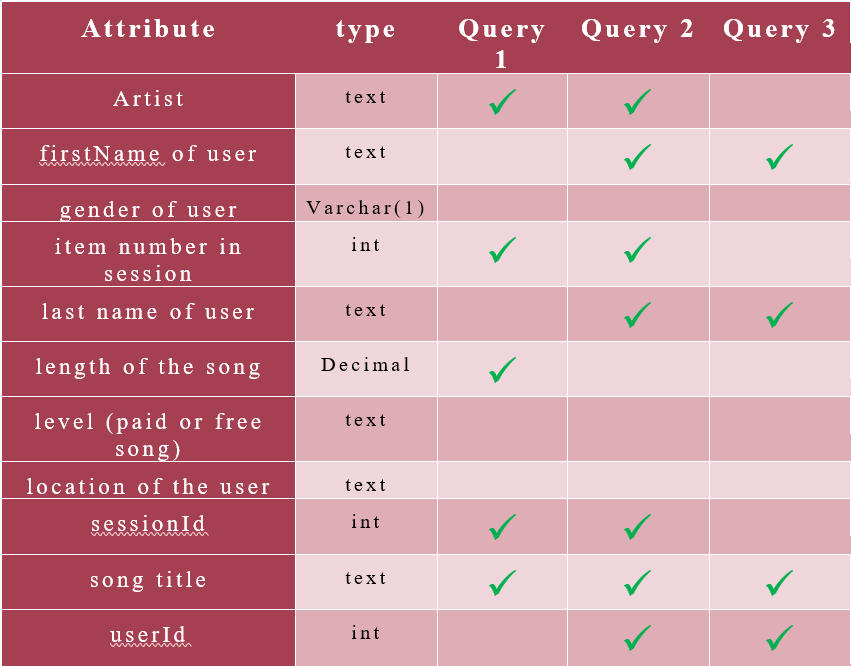 Attribute type Query 1 Query 2 Query 3
Artist text ✓ ✓
firstName of user text ✓ ✓
gender of user Varchar(1)
item number in session int ✓ ✓
last name of user text ✓ ✓
length of the song Decimal ✓
level (paid or free song) text
location of the user text
sessionId int ✓ ✓
song title text ✓ ✓ ✓
userId int ✓ ✓